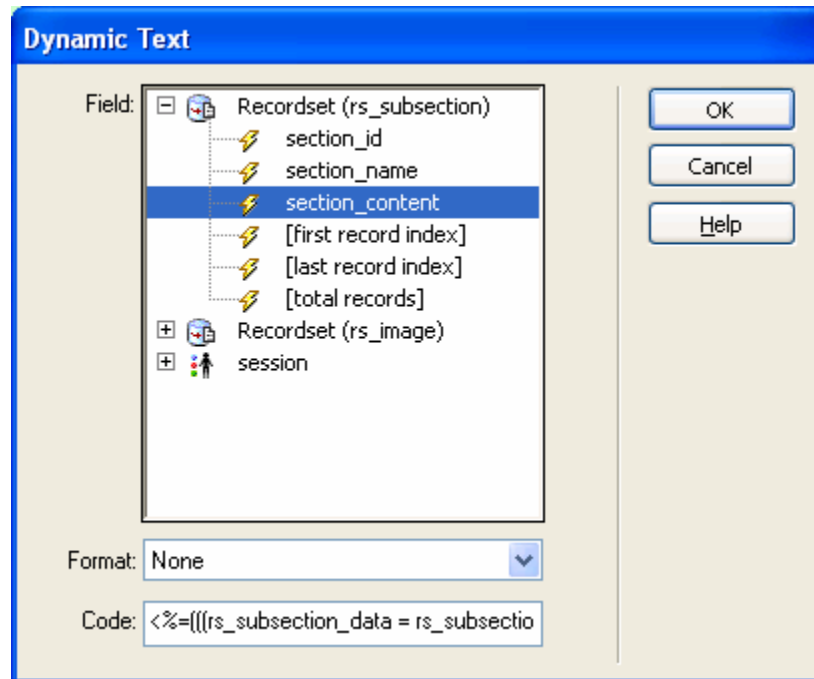 Dynamic Text
Field:
Recordset (rs_subsection)
section_id
section_name
section_content
[first record index]
[last record index]
[total records]
Recordset (rs_image)
session
OK
Cancel
Help
Format: None
Code: <%=(((rs_subsection_data = rs_subsectio